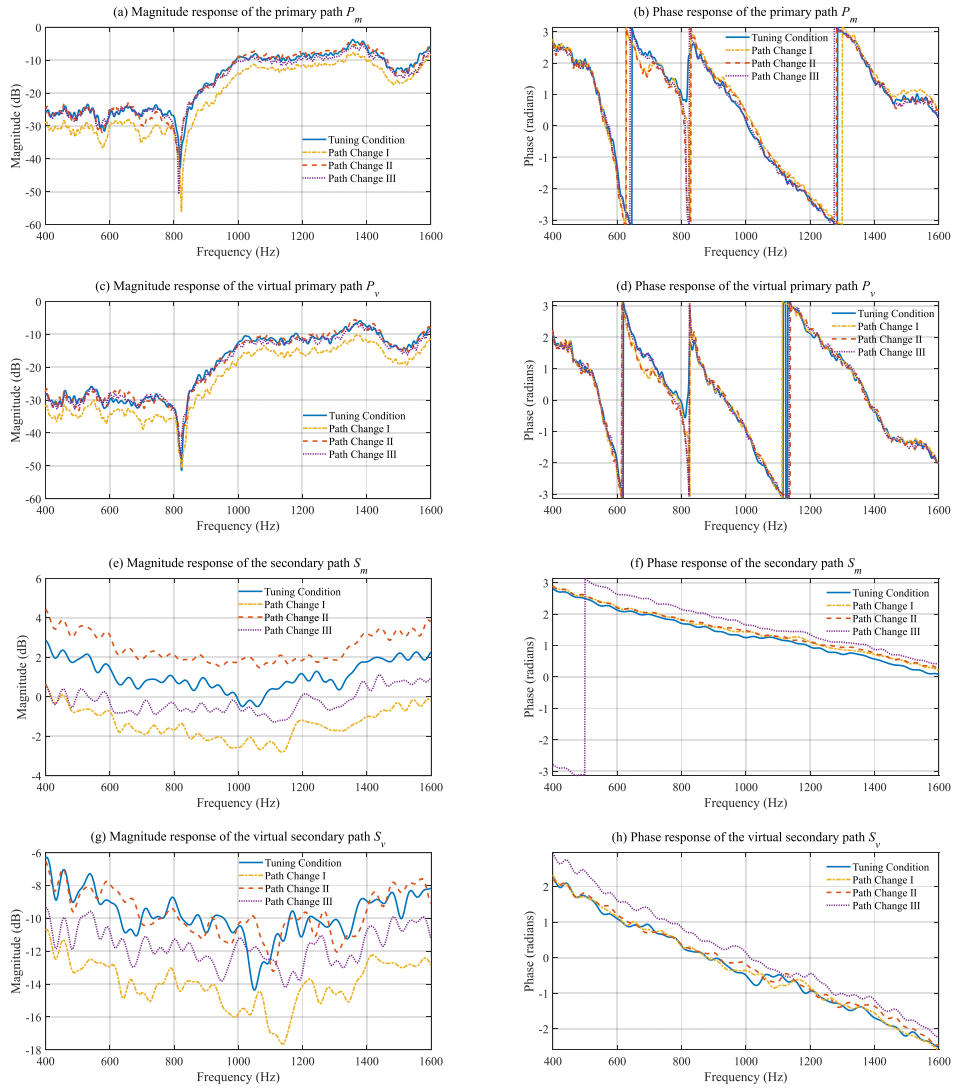 (a) Magnitude response of the primary path Pm
0
-10
-20
-30
-40
-50
-60
Magnitude (dB)
Tuning Condition
Path Change I
Path Change II
Path Change III
400 600 800 1000 1200 1400 1600
Frequency (Hz)
(b) Phase response of the primary path Pm
3
2
1
0
-1
-2
-3
Phase (radians)
Tuning Condition
Path Change I
Path Change II
Path Change III
400 600 800 1000 1200 1400 1600
Frequency (Hz)
(c) Magnitude response of the virtual primary path Pv
0
-10
-20
-30
-40
-50
-60
Magnitude (dB)
Tuning Condition
Path Change I
Path Change II
Path Change III
400 600 800 1000 1200 1400 1600
Frequency (Hz)
(d) Phase response of the virtual primary path Pv
3
2
1
0
-1
-2
-3
Phase (radians)
Tuning Condition
Path Change I
Path Change II
Path Change III
400 600 800 1000 1200 1400 1600
Frequency (Hz)
(e) Magnitude response of the secondary path Sm
6
4
2
0
-2
-4
Magnitude (dB)
Tuning Condition
Path Change I
Path Change II
Path Change III
400 600 800 1000 1200 1400 1600
Frequency (Hz)
(f) Phase response of the secondary path Sm
3
2
1
0
-1
-2
-3
Phase (radians)
Tuning Condition
Path Change I
Path Change II
Path Change III
400 600 800 1000 1200 1400 1600
Frequency (Hz)
(g) Magnitude response of the virtual secondary path Sv
-6
-8
-10
-12
-14
-16
-18
Magnitude (dB)
Tuning Condition
Path Change I
Path Change II
Path Change III
400 600 800 1000 1200 1400 1600
Frequency (Hz)
(h) Phase response of the virtual secondary path Sv
2
1
0
-1
-2
Phase (radians)
Tuning Condition
Path Change I
Path Change II
Path Change III
400 600 800 1000 1200 1400 1600
Frequency (Hz)